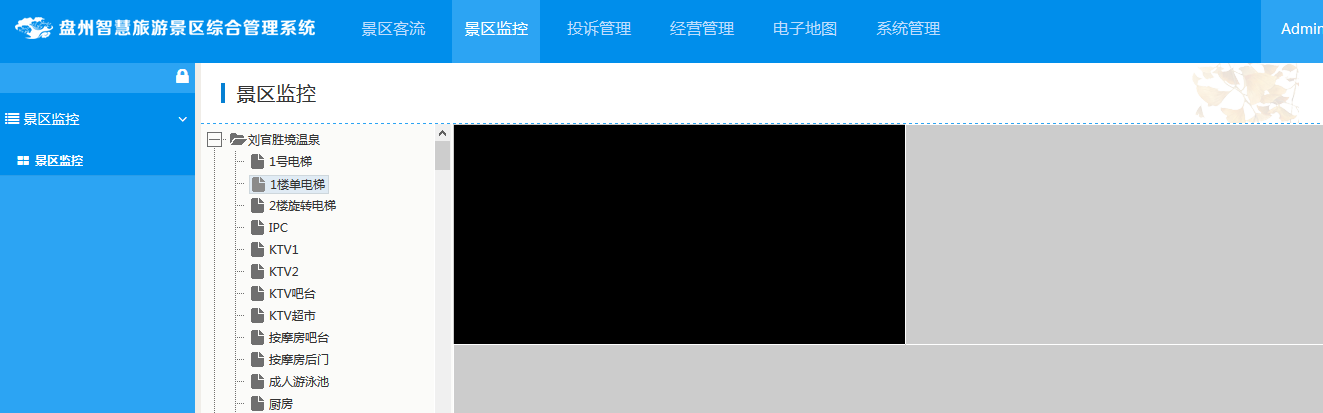 盘州智慧旅游景区综合管理系统 景区客流 景区监控 投诉管理 经营管理 电子地图 系统管理 Admin
景区监控
景区监控
景区监控
刘官胜境温泉
1号电梯
1楼单电梯
2楼旋转电梯
IPC
KTV1
KTV2
KTV吧台
KTV超市
按摩房吧台
按摩房后门
成人游泳池
厨房